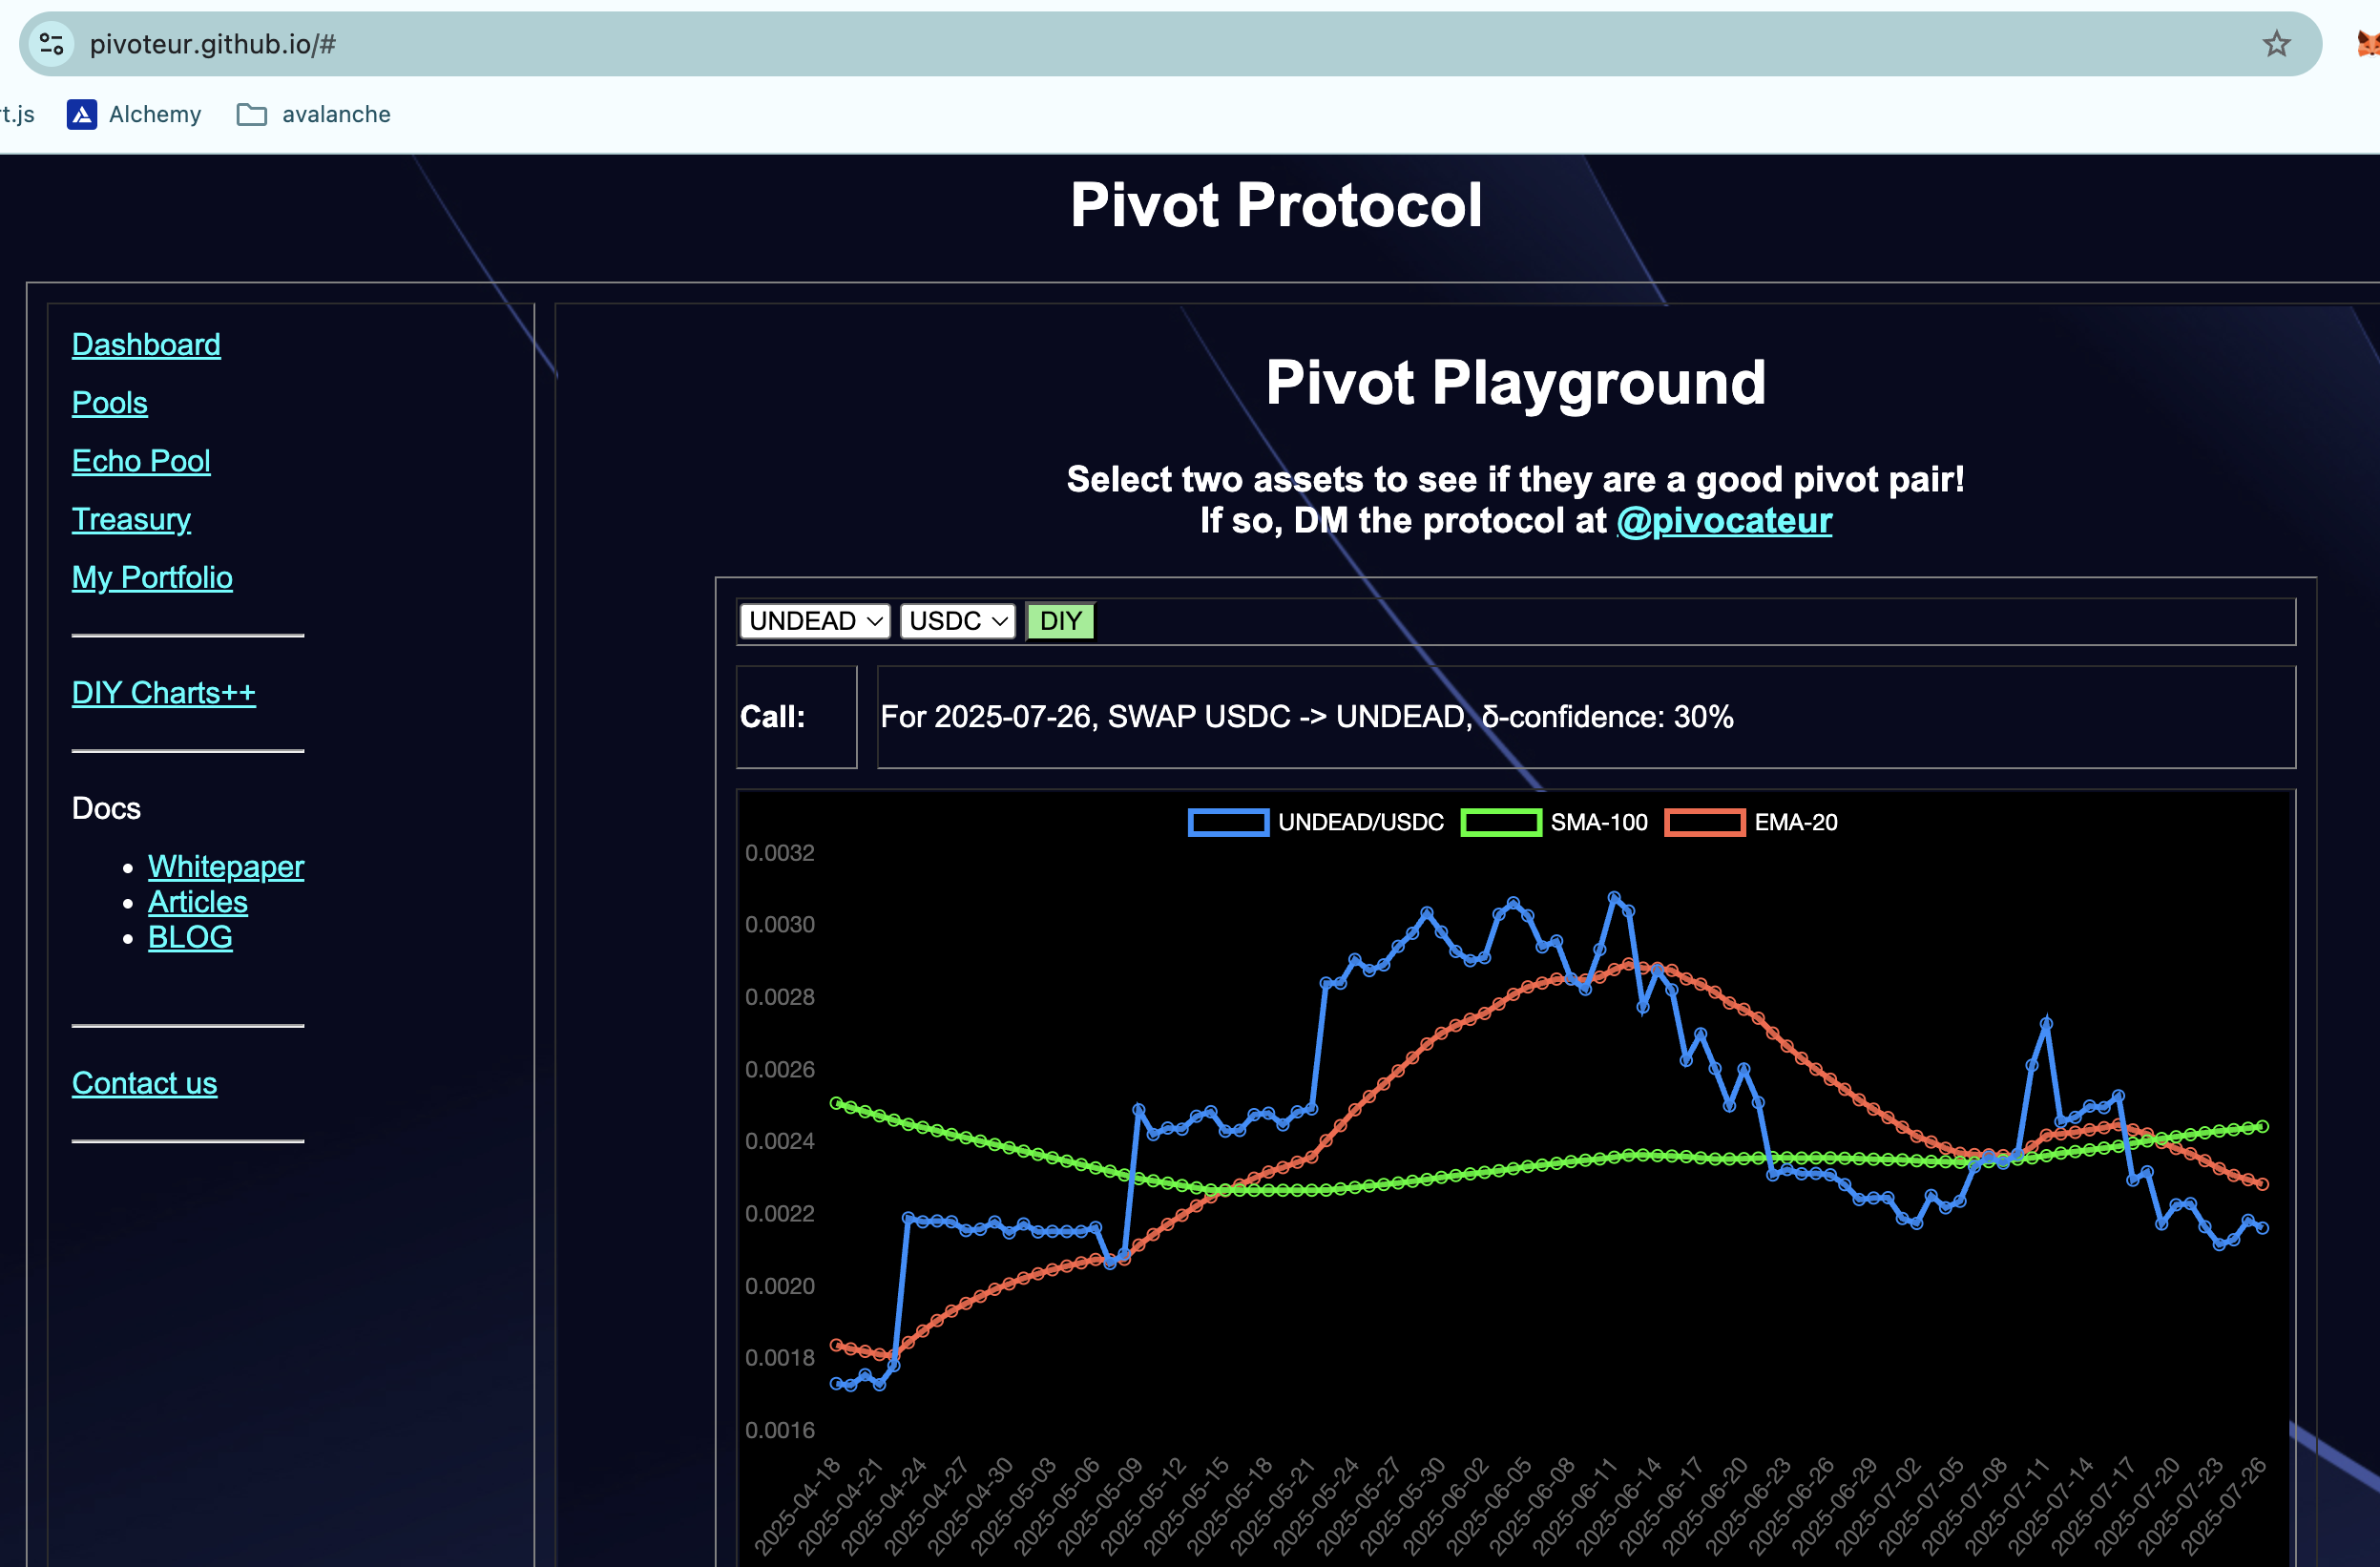 pivoteur.github.io/#
t.js Alchemy avalanche
Pivot Protocol
Dashboard
Pools
Echo Pool
Treasury
My Portfolio
DIY Charts++
Docs
• Whitepaper
• Articles
• BLOG
Contact us
Pivot Playground
Select two assets to see if they are a good pivot pair!
If so, DM the protocol at @pivocateur
UNDEAD USDC DIY
Call: For 2025-07-26, SWAP USDC -> UNDEAD, δ-confidence: 30%
UNDEAD/USDC SMA-100 EMA-20
0.0032
0.0030
0.0028
0.0026
0.0024
0.0022
0.0020
0.0018
0.0016
2025-04-18
2025-04-21
2025-04-24
2025-04-27
2025-04-30
2025-05-03
2025-05-06
2025-05-09
2025-05-12
2025-05-15
2025-05-18
2025-05-21
2025-05-24
2025-05-27
2025-05-30
2025-06-02
2025-06-05
2025-06-08
2025-06-11
2025-06-14
2025-06-17
2025-06-20
2025-06-23
2025-06-26
2025-06-29
2025-07-02
2025-07-05
2025-07-08
2025-07-11
2025-07-14
2025-07-17
2025-07-20
2025-07-23
2025-07-26